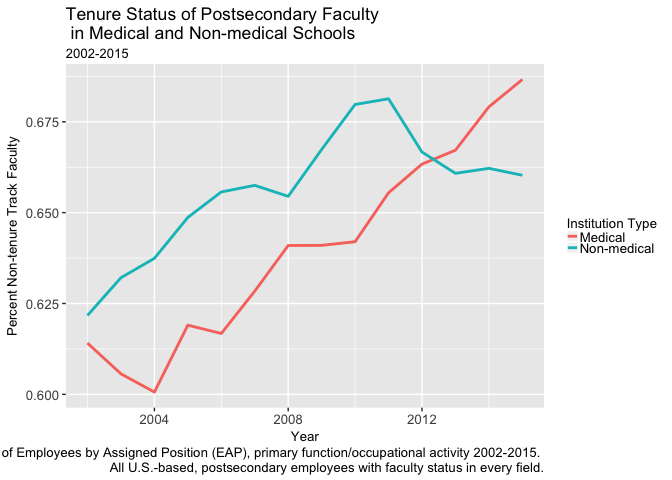 Tenure Status of Postsecondary Faculty
in Medical and Non-medical Schools
2002-2015
Percent Non-tenure Track Faculty
0.675
0.650
0.625
0.600
2004 2008 2012
Year
Institution Type
Medical
Non-medical
of Employees by Assigned Position (EAP), primary function/occupational activity 2002-2015.
All U.S.-based, postsecondary employees with faculty status in every field.